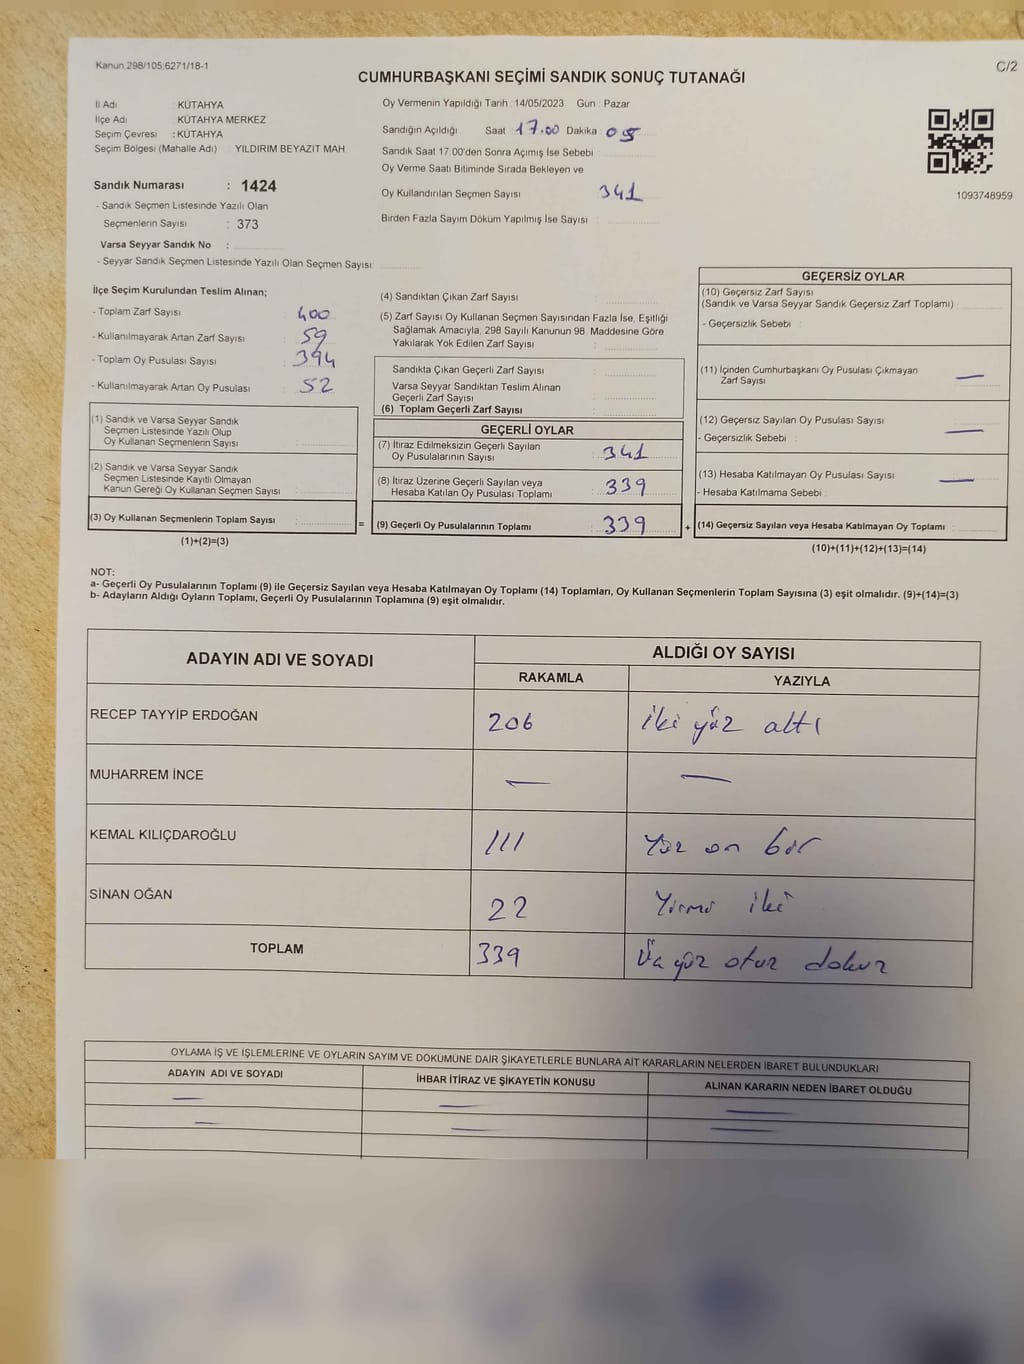 Kanun,298/105,6271/18-1
C/2
CUMHURBAŞKANI SEÇİMİ SANDIK SONUÇ TUTANAĞI
İl Adı : KÜTAHYA
İlçe Adı : KÜTAHYA MERKEZ
Seçim Çevresi : KÜTAHYA
Seçim Bölgesi (Mahalle Adı) : YILDIRIM BEYAZIT MAH.
Sandık Numarası : 1424
- Sandık Seçmen Listesinde Yazılı Olan
Seçmenlerin Sayısı : 373
Varsa Seyyar Sandık No :
- Seyyar Sandık Seçmen Listesinde Yazılı Olan Seçmen Sayısı:
Oy Vermenin Yapıldığı Tarih : 14/05/2023 Gün : Pazar
Sandığın Açıldığı Saat 17.00 Dakika : 05
Sandık Saat 17.00'den Sonra Açımış İse Sebebi :
Oy Verme Saati Bitiminde Sırada Bekleyen ve
Oy Kullandırılan Seçmen Sayısı : 341
Birden Fazla Sayım Döküm Yapılmış İse Sayısı :
1093748959
İlçe Seçim Kurulundan Teslim Alınan;
- Toplam Zarf Sayısı : 400
- Kullanılmayarak Artan Zarf Sayısı : 59
- Toplam Oy Pusulası Sayısı : 394
- Kullanılmayarak Artan Oy Pusulası : 52
(1) Sandık ve Varsa Seyyar Sandık
Seçmen Listesinde Yazılı Olup
Oy Kullanan Seçmenlerin Sayısı :
(2) Sandık ve Varsa Seyyar Sandık
Seçmen Listesinde Kayıtlı Olmayan
Kanun Gereği Oy Kullanan Seçmen Sayısı :
(3) Oy Kullanan Seçmenlerin Toplam Sayısı : =
(1)+(2)=(3)
(4) Sandıktan Çıkan Zarf Sayısı :
(5) Zarf Sayısı Oy Kullanan Seçmen Sayısından Fazla İse, Eşitliği
Sağlamak Amacıyla, 298 Sayılı Kanunun 98. Maddesine Göre
Yakılarak Yok Edilen Zarf Sayısı :
Sandıkta Çıkan Geçerli Zarf Sayısı :
Varsa Seyyar Sandıktan Teslim Alınan
Geçerli Zarf Sayısı :
(6) Toplam Geçerli Zarf Sayısı :
GEÇERLİ OYLAR
(7) İtiraz Edilmeksizin Geçerli Sayılan
Oy Pusulalarının Sayısı : 341
(8) İtiraz Üzerine Geçerli Sayılan veya
Hesaba Katılan Oy Pusulası Toplamı : 339
(9) Geçerli Oy Pusulalarının Toplamı : 339 +
GEÇERSİZ OYLAR
(10) Geçersiz Zarf Sayısı
(Sandık ve Varsa Seyyar Sandık Geçersiz Zarf Toplamı) :
- Geçersizlik Sebebi :
(11) İçinden Cumhurbaşkanı Oy Pusulası Çıkmayan
Zarf Sayısı : —
(12) Geçersiz Sayılan Oy Pusulası Sayısı : —
- Geçersizlik Sebebi :
(13) Hesaba Katılmayan Oy Pusulası Sayısı : —
- Hesaba Katılmama Sebebi :
(14) Geçersiz Sayılan veya Hesaba Katılmayan Oy Toplamı :
(10)+(11)+(12)+(13)=(14)
NOT:
a- Geçerli Oy Pusulalarının Toplamı (9) ile Geçersiz Sayılan veya Hesaba Katılmayan Oy Toplamı (14) Toplamları, Oy Kullanan Seçmenlerin Toplam Sayısına (3) eşit olmalıdır. (9)+(14)=(3)
b- Adayların Aldığı Oyların Toplamı, Geçerli Oy Pusulalarının Toplamına (9) eşit olmalıdır.
ADAYIN ADI VE SOYADI
ALDIĞI OY SAYISI
RAKAMLA YAZIYLA
RECEP TAYYİP ERDOĞAN 206 iki yüz altı
MUHARREM İNCE — —
KEMAL KILIÇDAROĞLU 111 Yüz on bir
SİNAN OĞAN 22 Yirmi iki
TOPLAM 339 Üç yüz otuz dokuz
OYLAMA İŞ VE İŞLEMLERİNE VE OYLARIN SAYIM VE DÖKÜMÜNE DAİR ŞİKAYETLERLE BUNLARA AİT KARARLARIN NELERDEN İBARET BULUNDUKLARI
ADAYIN ADI VE SOYADI İHBAR İTİRAZ VE ŞİKAYETİN KONUSU ALINAN KARARIN NEDEN İBARET OLDUĞU
— — —
— — —